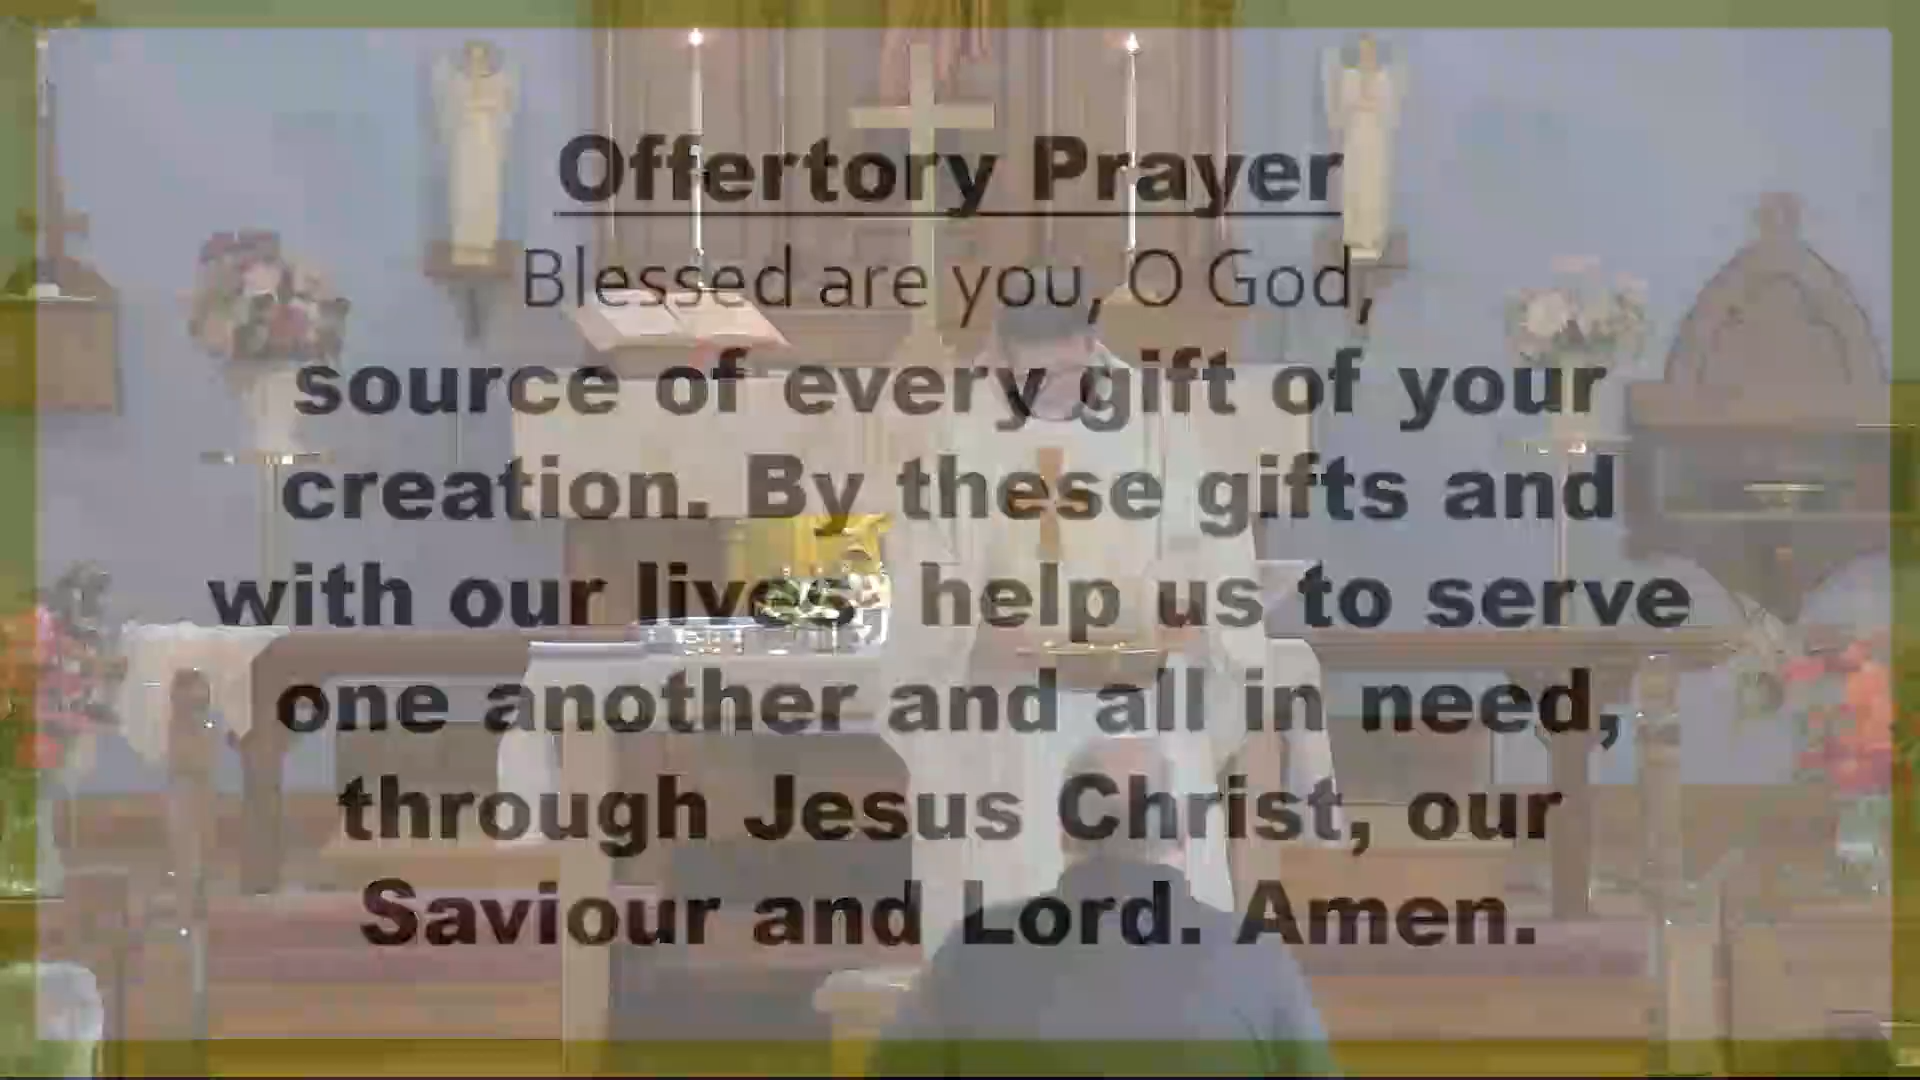 Offertory Prayer
Blessed are you, O God,
source of every gift of your
creation. By these gifts and
with our lives, help us to serve
one another and all in need,
through Jesus Christ, our
Saviour and Lord. Amen.